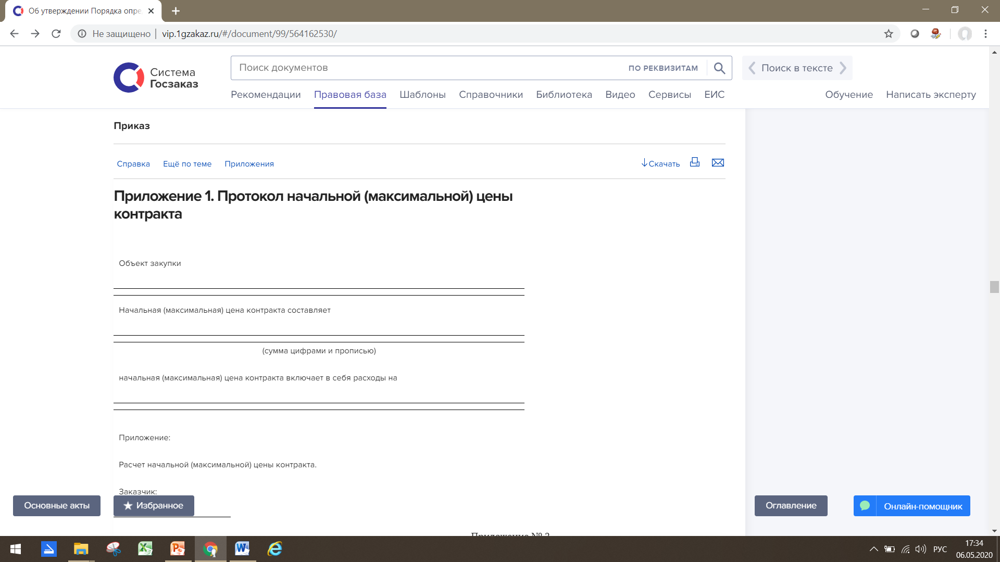 Об утверждении Порядка опре
Не защищено
vip.1gzakaz.ru/#/document/99/564162530/
Система
Госзаказ
Поиск документов
ПО РЕКВИЗИТАМ
Поиск в тексте
Рекомендации Правовая база Шаблоны Справочники Библиотека Видео Сервисы ЕИС Обучение Написать эксперту
Приказ
Справка Ещё по теме Приложения Скачать
Приложение 1. Протокол начальной (максимальной) цены
контракта
Объект закупки
Начальная (максимальная) цена контракта составляет
(сумма цифрами и прописью)
начальная (максимальная) цена контракта включает в себя расходы на
Приложение:
Расчет начальной (максимальной) цены контракта.
Заказчик:
Основные акты Избранное Оглавление Онлайн-помощник
Приложение № 2
РУС
17:34
06.05.2020